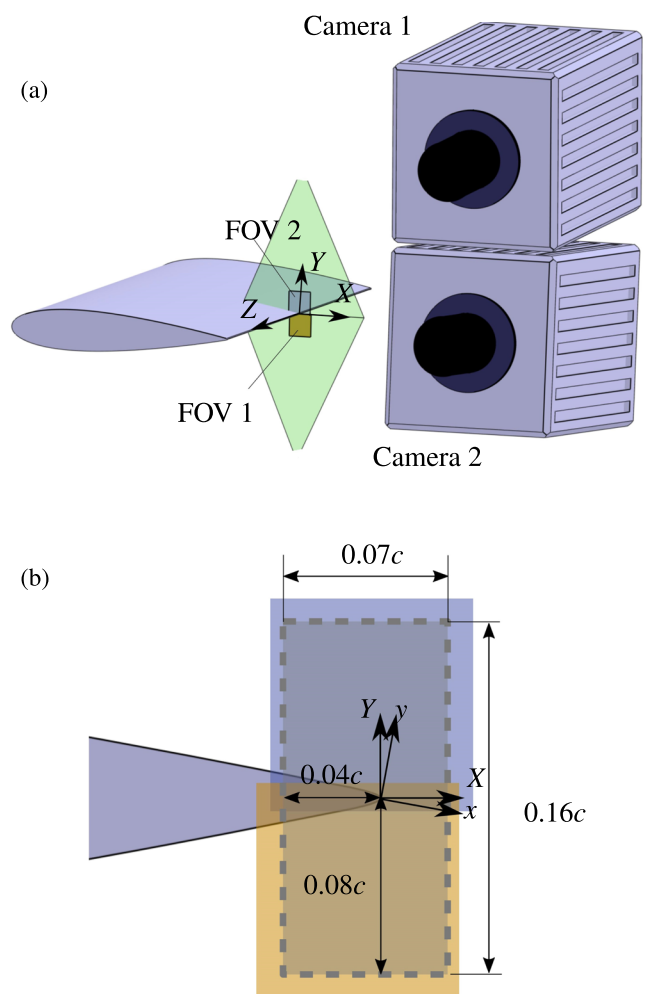 Camera 1
(a)
FOV 2
Y
Z
X
FOV 1
Camera 2
(b)
0.07c
Y
y
0.04c
X
x
0.16c
0.08c